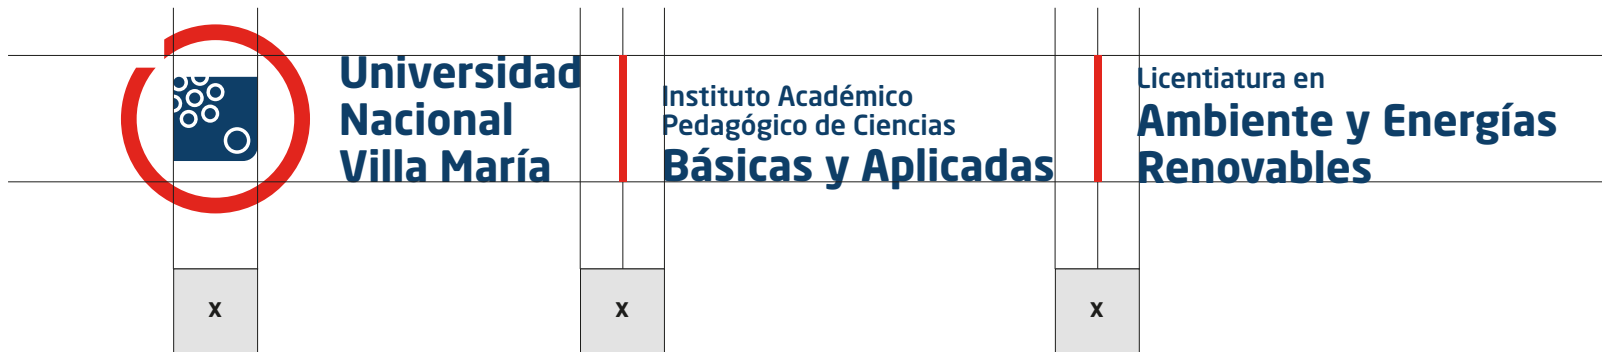 Universidad
Nacional
Villa María
Instituto Académico
Pedagógico de Ciencias
Básicas y Aplicadas
Licentiatura en
Ambiente y Energías
Renovables
x
x
x